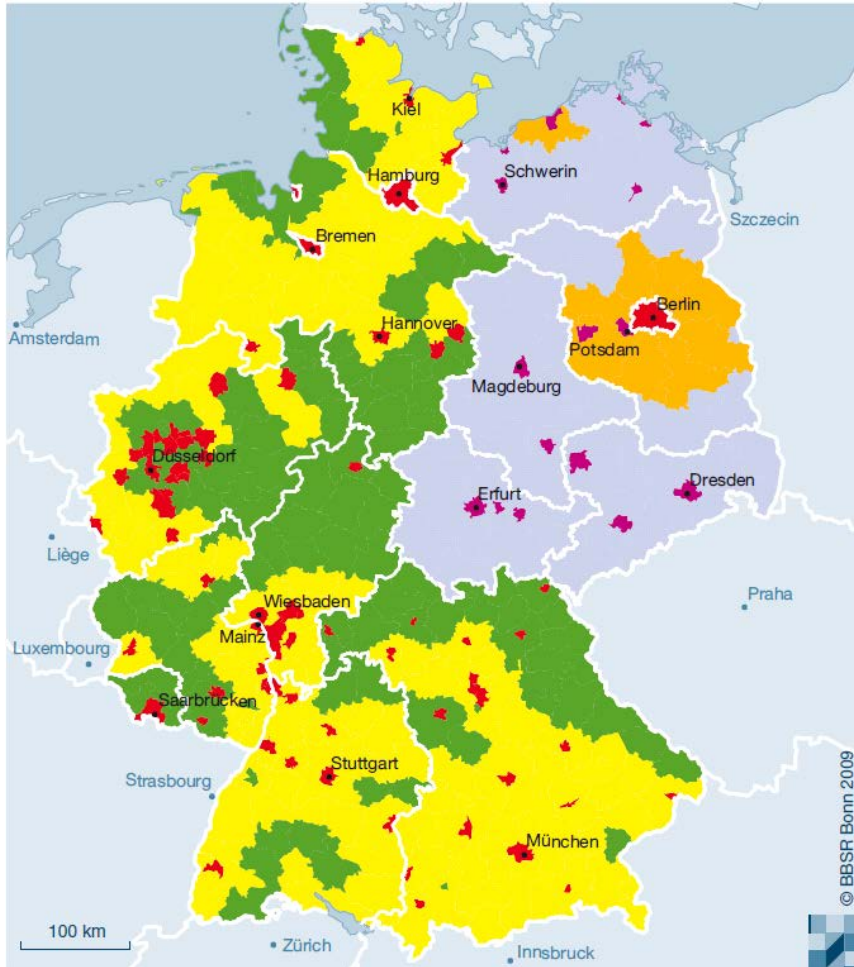 Kiel
Schwerin
Hamburg
Szczecin
Bremen
Berlin
Hannover
Amsterdam
Potsdam
Magdeburg
Düsseldorf
Dresden
Erfurt
Liège
Praha
Wiesbaden
Mainz
Luxembourg
Saarbrücken
Stuttgart
Strasbourg
München
100 km
Zürich
Innsbruck
© BBSR Bonn 2009